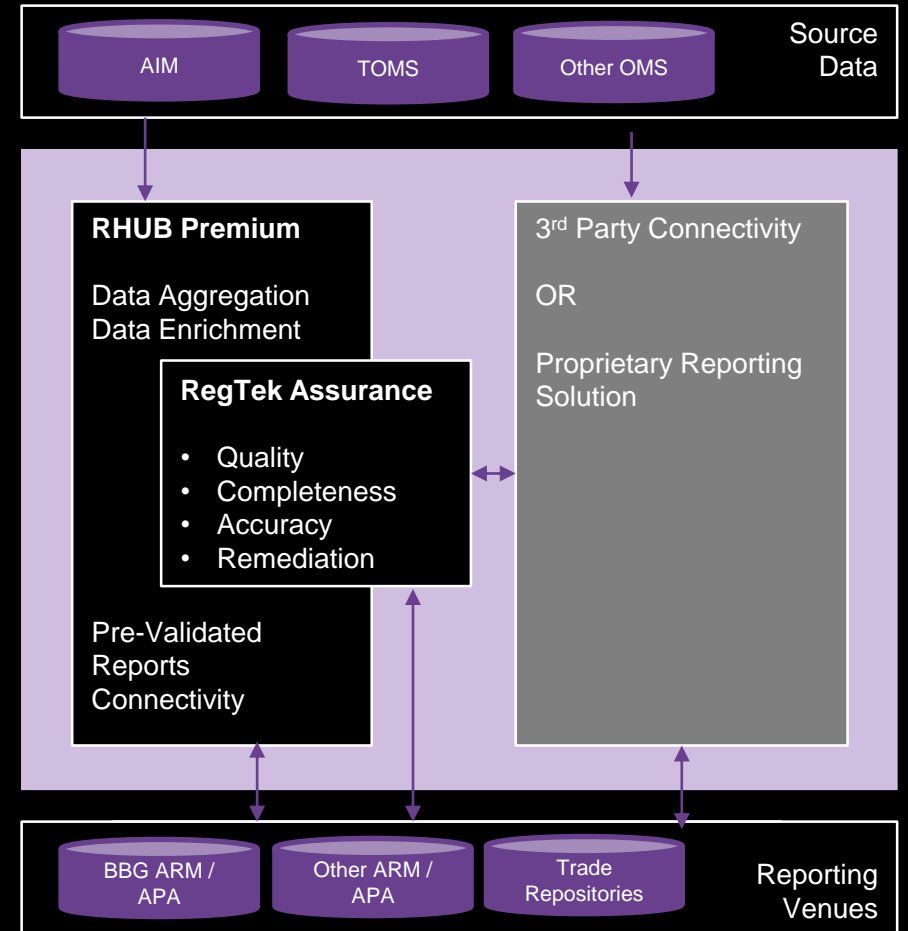 Source
Data
AIM
TOMS
Other OMS
RHUB Premium
Data Aggregation
Data Enrichment
RegTek Assurance
• Quality
• Completeness
• Accuracy
• Remediation
Pre-Validated
Reports
Connectivity
3rd Party Connectivity
OR
Proprietary Reporting
Solution
BBG ARM /
APA
Other ARM /
APA
Trade
Repositories
Reporting
Venues